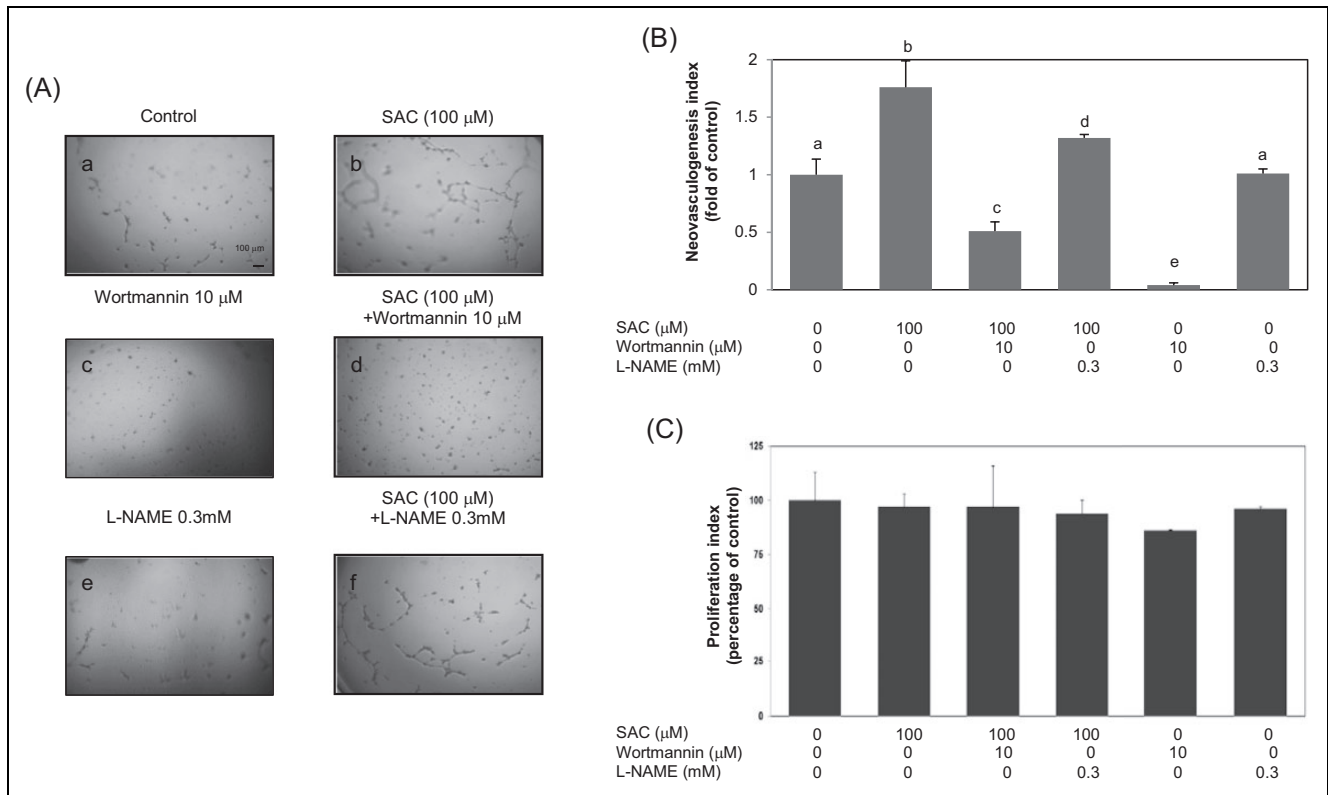 (A)
Control
SAC (100 μM)
a
100 μm
b
Wortmannin 10 μM
SAC (100 μM)
+Wortmannin 10 μM
c
d
L-NAME 0.3mM
SAC (100 μM)
+L-NAME 0.3mM
e
f
(B)
Neovasculogenesis index
(fold of control)
2
1.5
1
0.5
0
a
b
c
d
e
a
SAC (μM) 0 100 100 100 0 0
Wortmannin (μM) 0 0 10 0 10 0
L-NAME (mM) 0 0 0 0.3 0 0.3
(C)
Proliferation index
(percentage of control)
125
100
75
50
25
0
SAC (μM) 0 100 100 100 0 0
Wortmannin (μM) 0 0 10 0 10 0
L-NAME (mM) 0 0 0 0.3 0 0.3